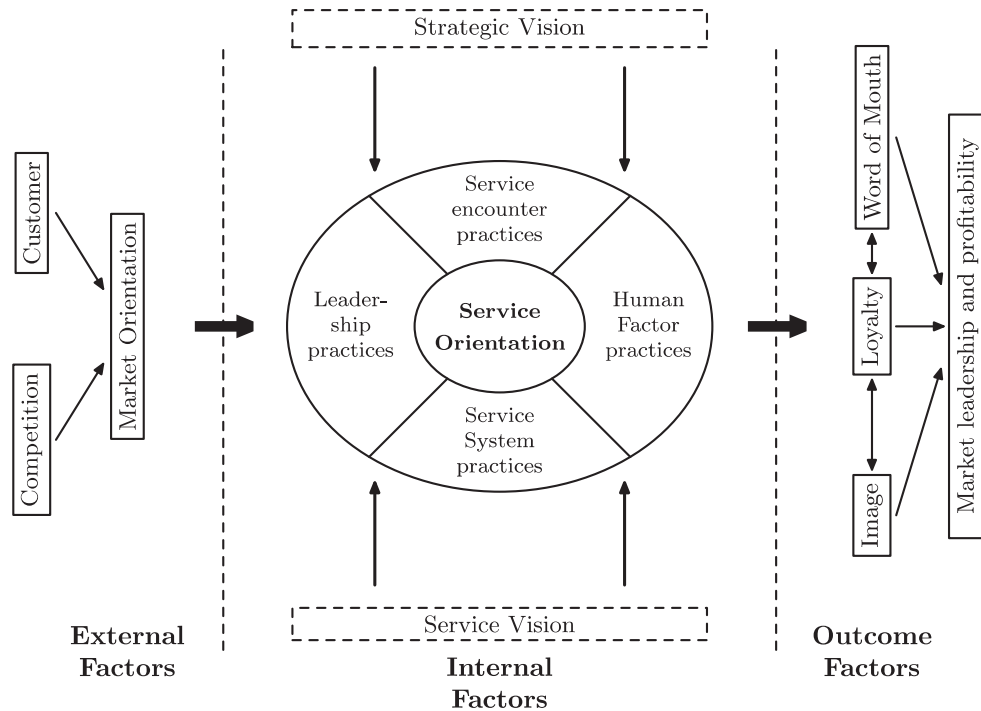 Strategic Vision
Customer
Competition
Market Orientation
Service
encounter
practices
Leader-
ship
practices
Service
Orientation
Human
Factor
practices
Service
System
practices
Word of Mouth
Loyalty
Image
Market leadership and profitability
Service Vision
External
Factors
Internal
Factors
Outcome
Factors